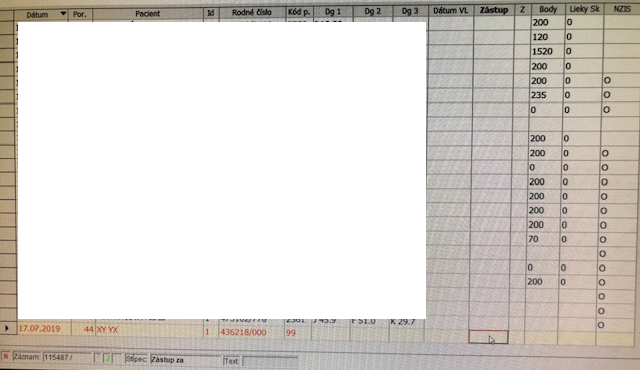 Dátum Por. Pacient Id Rodné číslo Kód p. Dg 1 Dg 2 Dg 3 Dátum VL Zástup Z Body Lieky Sk NZIS
200 0
120 0
1520 0
200 0
200 0 O
235 0 O
0 0 O
200 0
200 0 O
0 0 O
200 0 O
200 0 O
200 0 O
200 0 O
70 0 O
O
0 0 O
200 0 O
O
O
1 475102/770 2361 J 45.9 F 51.0 K 29.7 O
17.07.2019 44 XY YX 1 436218/000 99
N Záznam: 115487 / Stĺpec: Zástup za Text: